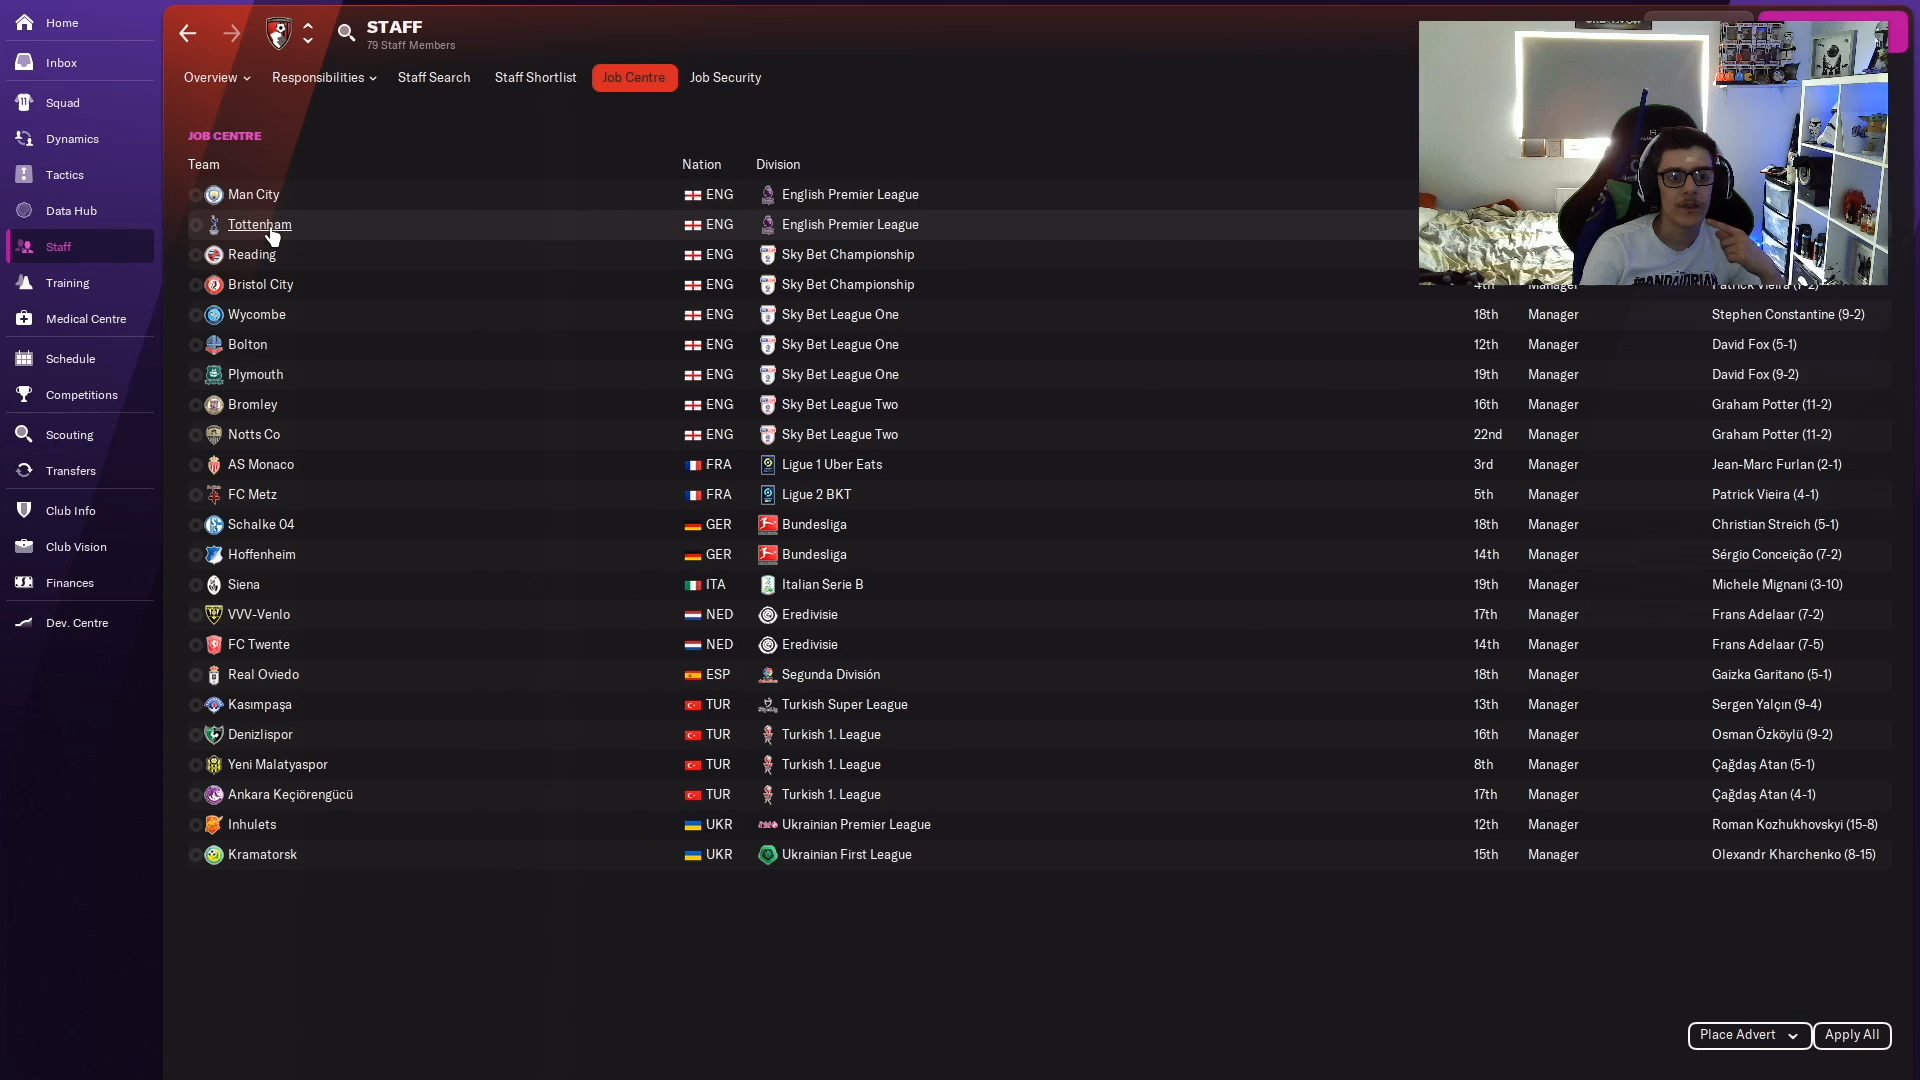 Home
Inbox
Squad
Dynamics
Tactics
Data Hub
Staff
Training
Medical Centre
Schedule
Competitions
Scouting
Transfers
Club Info
Club Vision
Finances
Dev. Centre
STAFF
79 Staff Members
Overview
Responsibilities
Staff Search
Staff Shortlist
Job Centre
Job Security
JOB CENTRE
Team Nation Division
Man City ENG English Premier League
Tottenham ENG English Premier League
Reading ENG Sky Bet Championship
Bristol City ENG Sky Bet Championship 4th Manager Patrick Vieira (7-2)
Wycombe ENG Sky Bet League One 18th Manager Stephen Constantine (9-2)
Bolton ENG Sky Bet League One 12th Manager David Fox (5-1)
Plymouth ENG Sky Bet League One 19th Manager David Fox (9-2)
Bromley ENG Sky Bet League Two 16th Manager Graham Potter (11-2)
Notts Co ENG Sky Bet League Two 22nd Manager Graham Potter (11-2)
AS Monaco FRA Ligue 1 Uber Eats 3rd Manager Jean-Marc Furlan (2-1)
FC Metz FRA Ligue 2 BKT 5th Manager Patrick Vieira (4-1)
Schalke 04 GER Bundesliga 18th Manager Christian Streich (5-1)
Hoffenheim GER Bundesliga 14th Manager Sérgio Conceição (7-2)
Siena ITA Italian Serie B 19th Manager Michele Mignani (3-10)
VVV-Venlo NED Eredivisie 17th Manager Frans Adelaar (7-2)
FC Twente NED Eredivisie 14th Manager Frans Adelaar (7-5)
Real Oviedo ESP Segunda División 18th Manager Gaizka Garitano (5-1)
Kasımpaşa TUR Turkish Super League 13th Manager Sergen Yalçın (9-4)
Denizlispor TUR Turkish 1. League 16th Manager Osman Özköylü (9-2)
Yeni Malatyaspor TUR Turkish 1. League 8th Manager Çağdaş Atan (5-1)
Ankara Keçiörengücü TUR Turkish 1. League 17th Manager Çağdaş Atan (4-1)
Inhulets UKR Ukrainian Premier League 12th Manager Roman Kozhukhovskyi (15-8)
Kramatorsk UKR Ukrainian First League 15th Manager Olexandr Kharchenko (8-15)
Place Advert
Apply All